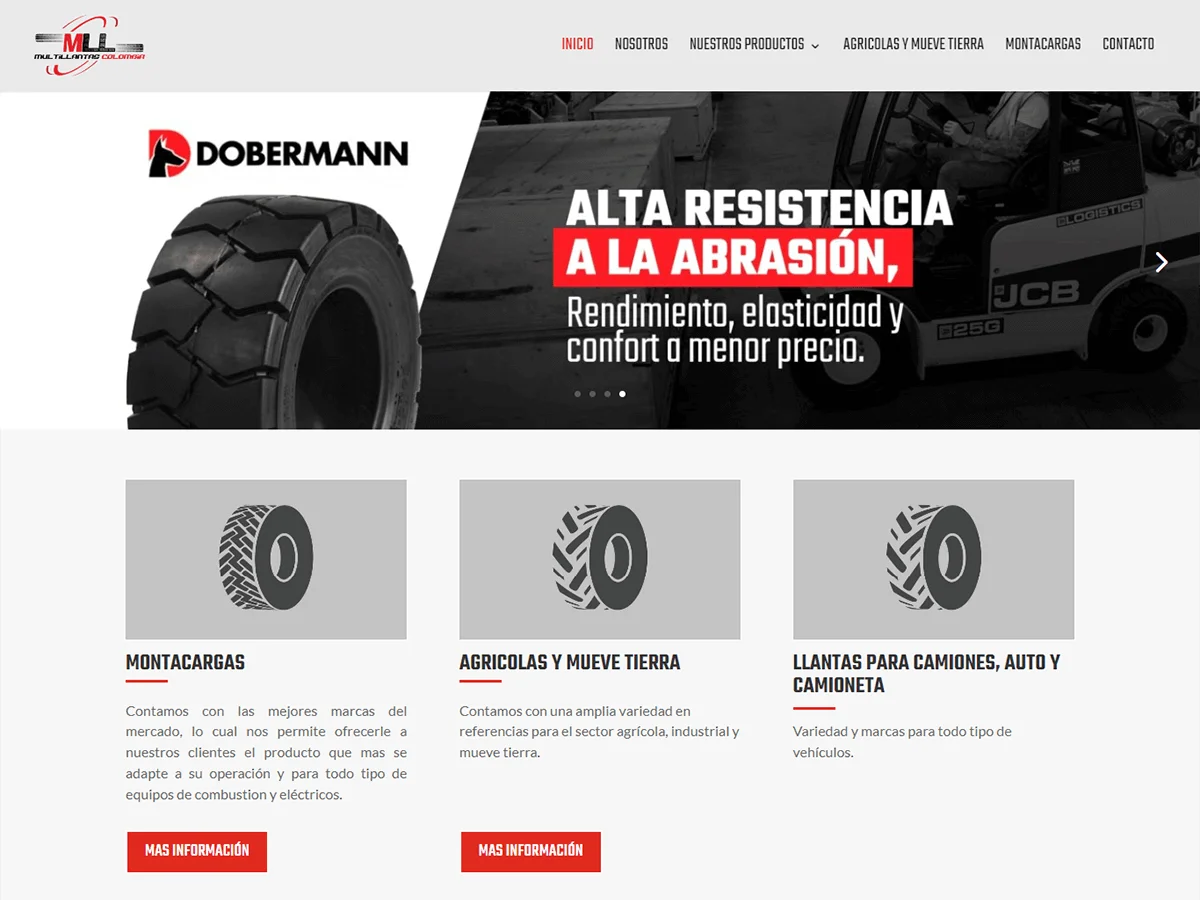 MLL
MULTILLANTAS COLOMBIA
INICIO
NOSOTROS
NUESTROS PRODUCTOS
AGRICOLAS Y MUEVE TIERRA
MONTACARGAS
CONTACTO
DOBERMANN
ALTA RESISTENCIA
A LA ABRASIÓN,
Rendimiento, elasticidad y
confort a menor precio.
LOGISTICS
JCB
25G
MONTACARGAS
Contamos con las mejores marcas del
mercado, lo cual nos permite ofrecerle a
nuestros clientes el producto que mas se
adapte a su operación y para todo tipo de
equipos de combustion y eléctricos.
MAS INFORMACIÓN
AGRICOLAS Y MUEVE TIERRA
Contamos con una amplia variedad en
referencias para el sector agrícola, industrial y
mueve tierra.
MAS INFORMACIÓN
LLANTAS PARA CAMIONES, AUTO Y
CAMIONETA
Variedad y marcas para todo tipo de
vehículos.